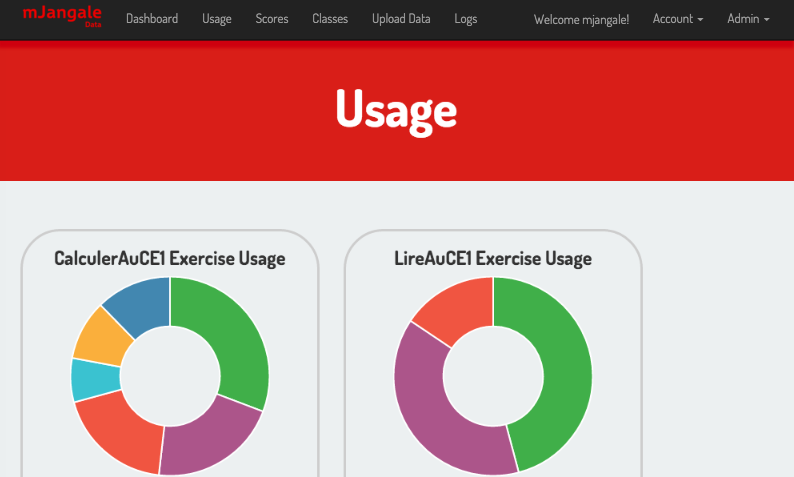 mJangale
Data
Dashboard Usage Scores Classes Upload Data Logs Welcome mjangale! Account Admin
Usage
CalculerAuCE1 Exercise Usage
LireAuCE1 Exercise Usage